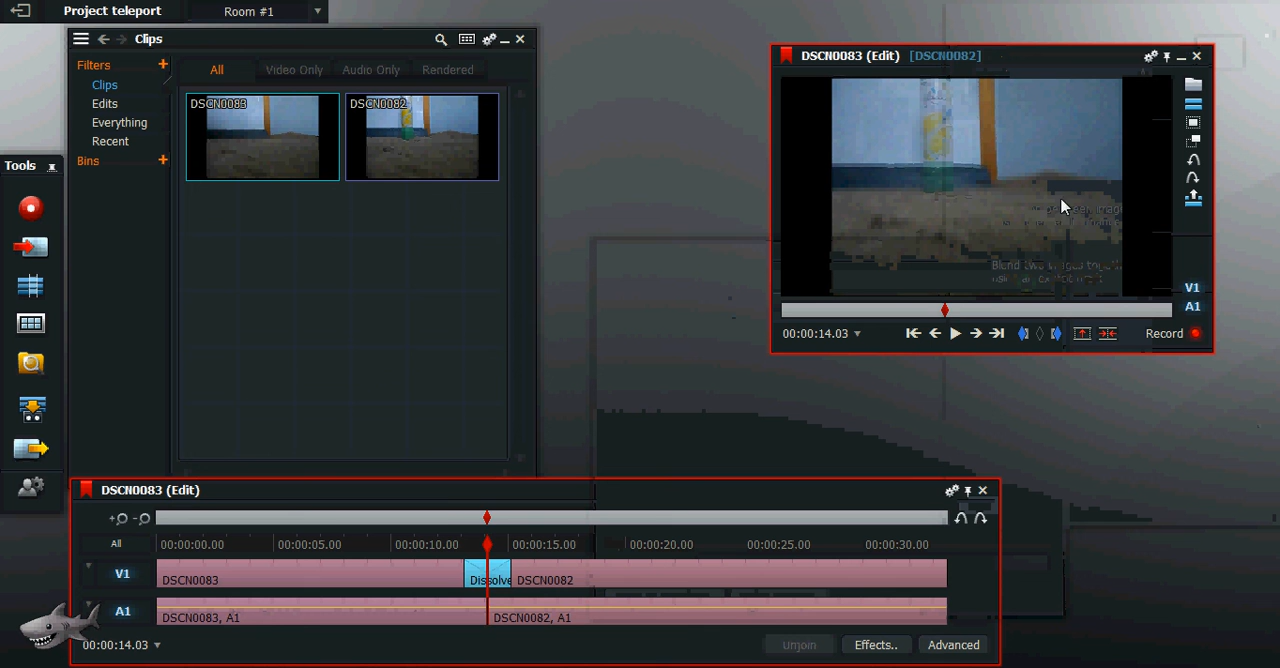 Project teleport
Room #1
Clips
Filters
Clips
Edits
Everything
Recent
Bins
All
Video Only
Audio Only
Rendered
DSCN0083
DSCN0082
Tools
DSCN0083 (Edit) [DSCN0082]
Blend two images
V1
A1
00:00:14.03
Record
DSCN0083 (Edit)
All
00:00:00.00
00:00:05.00
00:00:10.00
00:00:15.00
00:00:20.00
00:00:25.00
00:00:30.00
V1
DSCN0083
Dissolve
DSCN0082
A1
DSCN0083, A1
DSCN0082, A1
00:00:14.03
Unjoin
Effects..
Advanced